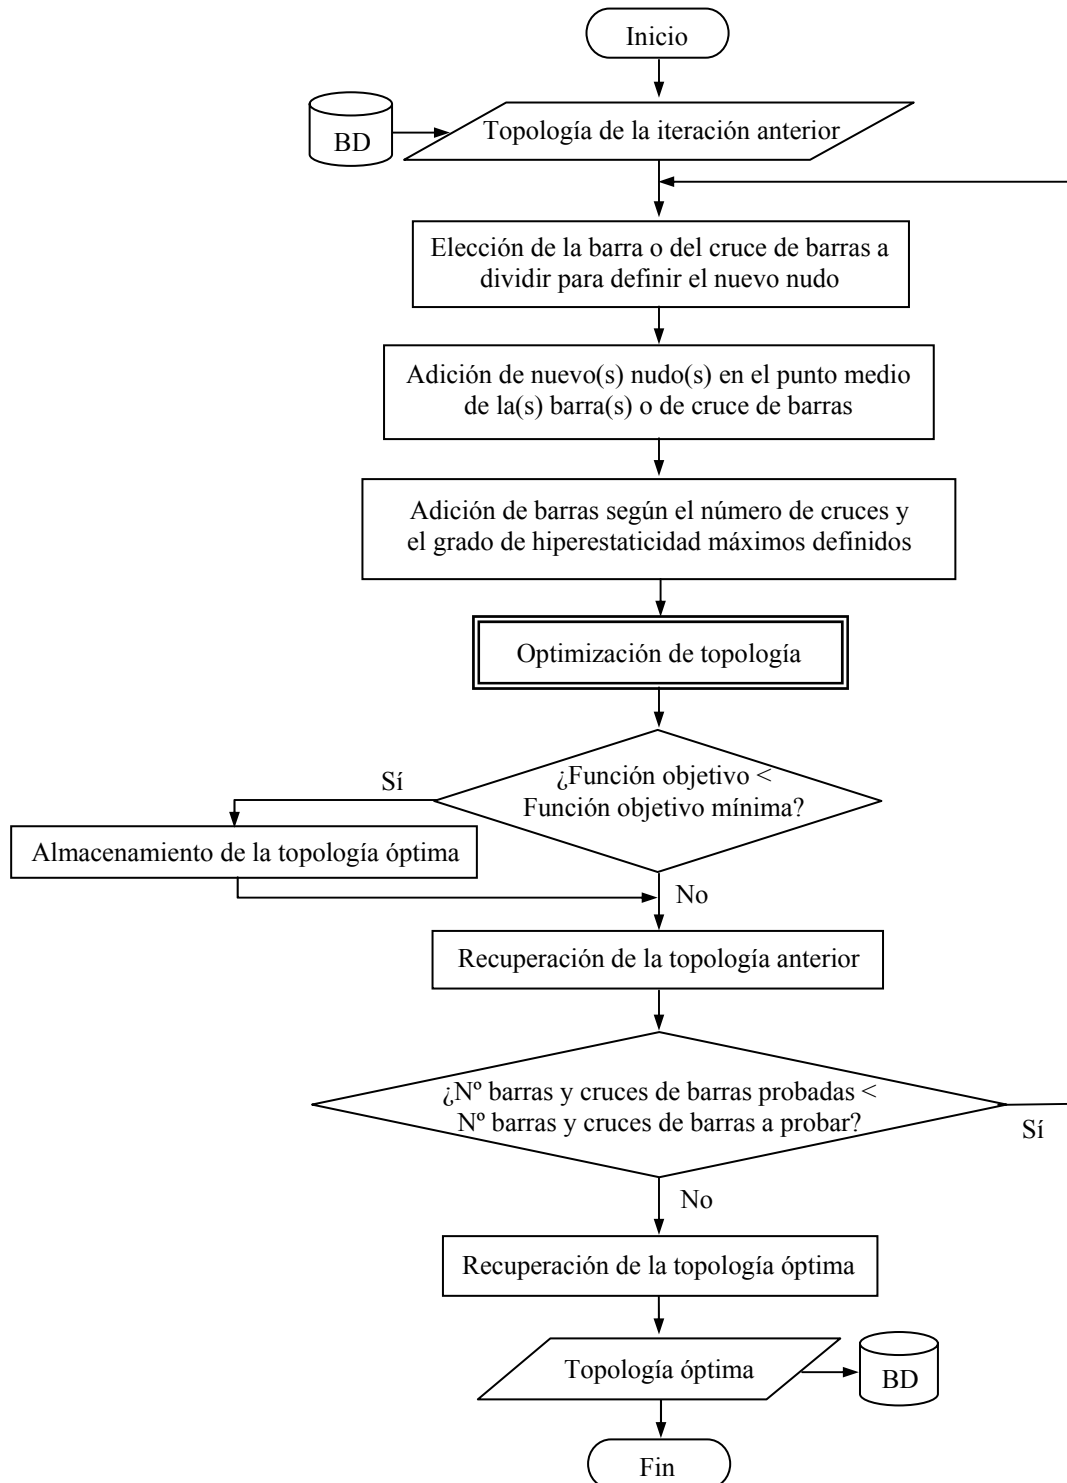 Inicio
BD
Topología de la iteración anterior
Elección de la barra o del cruce de barras a
dividir para definir el nuevo nudo
Adición de nuevo(s) nudo(s) en el punto medio
de la(s) barra(s) o de cruce de barras
Adición de barras según el número de cruces y
el grado de hiperestaticidad máximos definidos
Optimización de topología
¿Función objetivo <
Función objetivo mínima?
Sí
Almacenamiento de la topología óptima
No
Recuperación de la topología anterior
¿Nº barras y cruces de barras probadas <
Nº barras y cruces de barras a probar?
Sí
No
Recuperación de la topología óptima
Topología óptima
BD
Fin